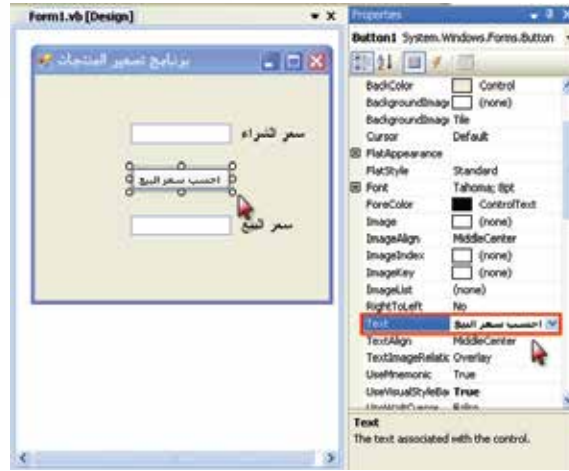 Form1.vb [Design]
برنامج تسعير المنتجات
سعر الشراء
احسب سعر البيع
سعر البيع
Properties
Button1 System.Windows.Forms.Button
BackColor Control
BackgroundImage (none)
BackgroundImag Tile
Cursor Default
FlatAppearance
FlatStyle Standard
Font Tahoma; 8pt
ForeColor ControlText
Image (none)
ImageAlign MiddleCenter
ImageIndex (none)
ImageKey (none)
ImageList (none)
RightToLeft No
Text احسب سعر البيع
TextAlign MiddleCenter
TextImageRelatic Overlay
UseMnemonic True
UseVisualStyleBa True
Text
The text associated with the control.